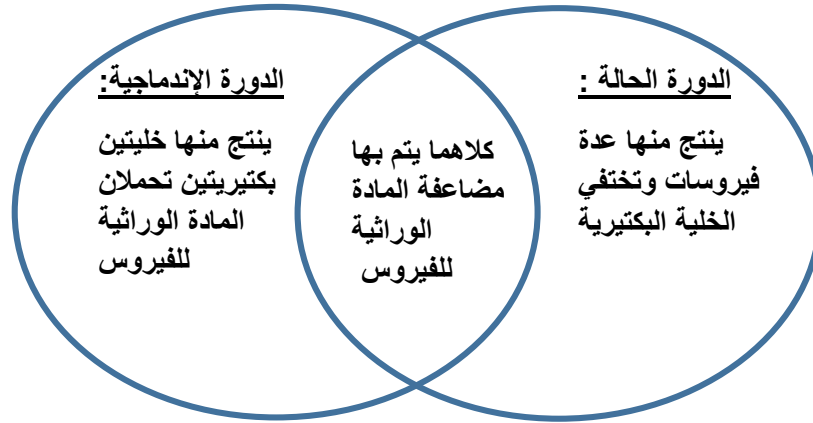 الدورة الحالة :
ينتج منها عدة
فيروسات وتختفي
الخلية البكتيرية
كلاهما يتم بها
مضاعفة المادة
الوراثية
للفيروس
الدورة الإندماجية:
ينتج منها خليتين
بكتيريتين تحملان
المادة الوراثية
للفيروس